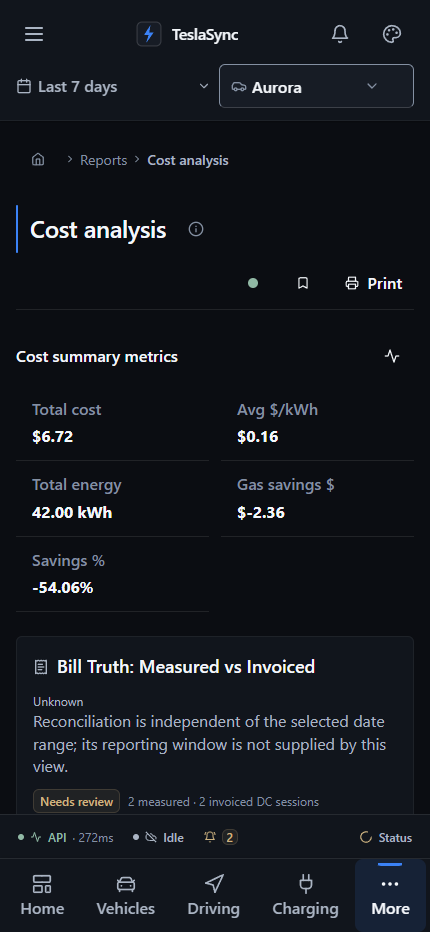 TeslaSync
Last 7 days
Aurora
Reports
Cost analysis
Cost analysis
Print
Cost summary metrics
Total cost
$6.72
Avg $/kWh
$0.16
Total energy
42.00 kWh
Gas savings $
$-2.36
Savings %
-54.06%
Bill Truth: Measured vs Invoiced
Unknown
Reconciliation is independent of the selected date
range; its reporting window is not supplied by this
view.
Needs review
2 measured · 2 invoiced DC sessions
API · 272ms
Idle
2
Status
Home
Vehicles
Driving
Charging
More